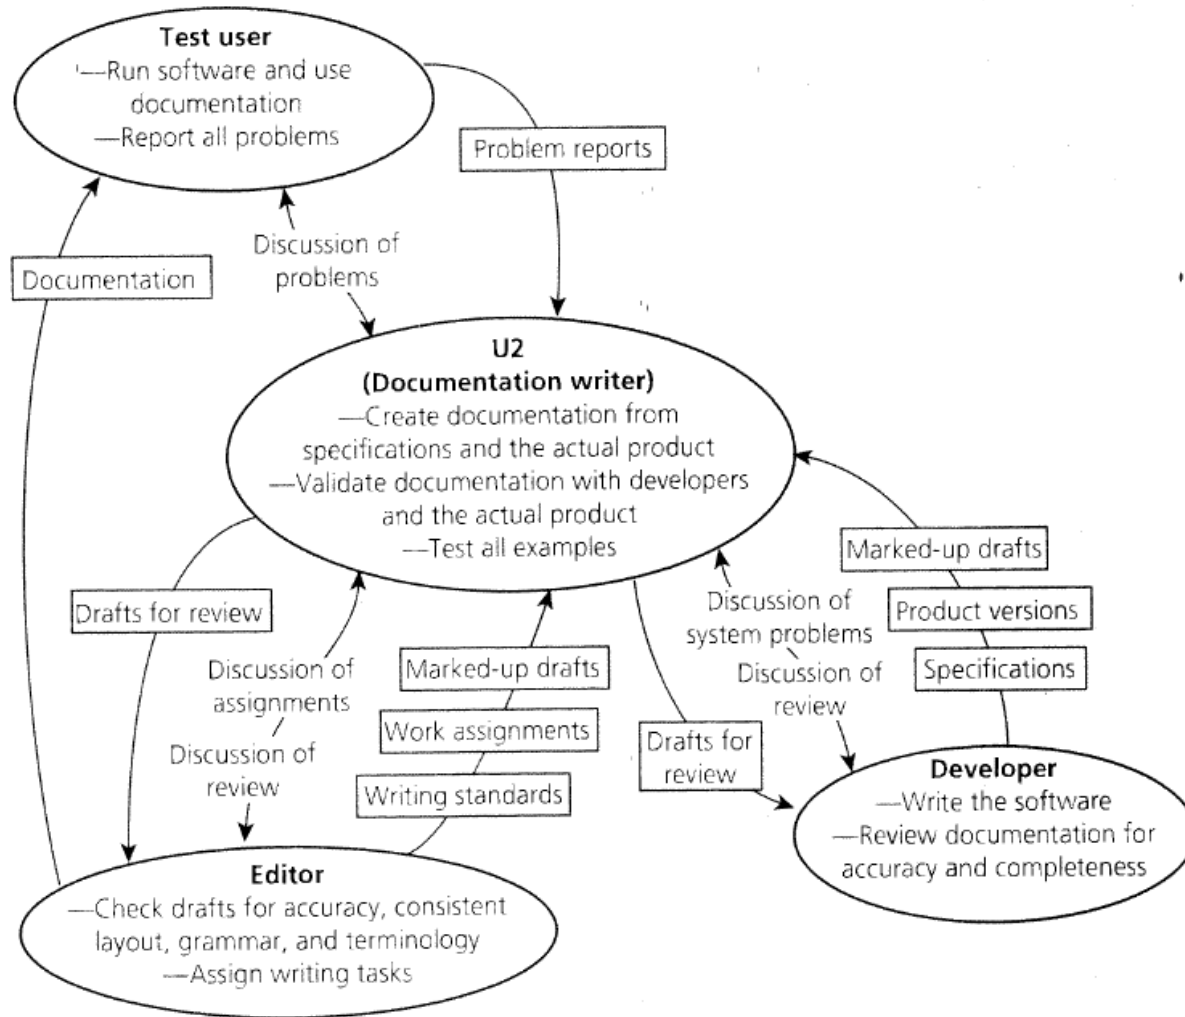 Test user
—Run software and use
documentation
—Report all problems
Problem reports
Discussion of
problems
Documentation
U2
(Documentation writer)
—Create documentation from
specifications and the actual product
—Validate documentation with developers
and the actual product
—Test all examples
Drafts for review
Discussion of
assignments
Discussion of
review
Marked-up drafts
Work assignments
Writing standards
Discussion of
system problems
Discussion of
review
Drafts for
review
Marked-up drafts
Product versions
Specifications
Developer
—Write the software
—Review documentation for
accuracy and completeness
Editor
—Check drafts for accuracy, consistent
layout, grammar, and terminology
—Assign writing tasks